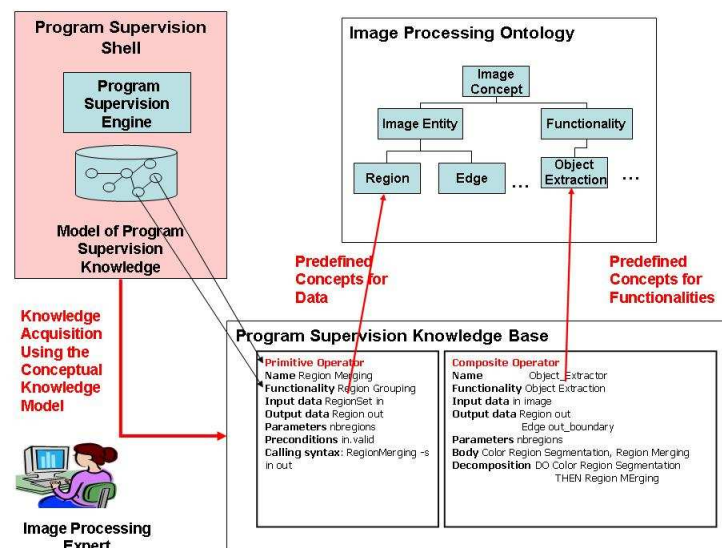 Program Supervision
Shell
Program
Supervision
Engine
Model of Program
Supervision
Knowledge
Image Processing Ontology
Image
Concept
Image Entity
Functionality
Region
Edge
...
Object
Extraction
...
Predefined
Concepts for
Data
Predefined
Concepts for
Functionalities
Knowledge
Acquisition
Using the
Conceptual
Knowledge
Model
Image Processing
Expert
Program Supervision Knowledge Base
Primitive Operator
Name Region Merging
Functionality Region Grouping
Input data RegionSet in
Output data Region out
Parameters nbregions
Preconditions in.valid
Calling syntax: RegionMerging -s
in out
Composite Operator
Name Object_Extractor
Functionality Object Extraction
Input data in image
Output data Region out
Edge out_boundary
Parameters nbregions
Body Color Region Segmentation, Region Merging
Decomposition DO Color Region Segmentation
THEN Region MErging